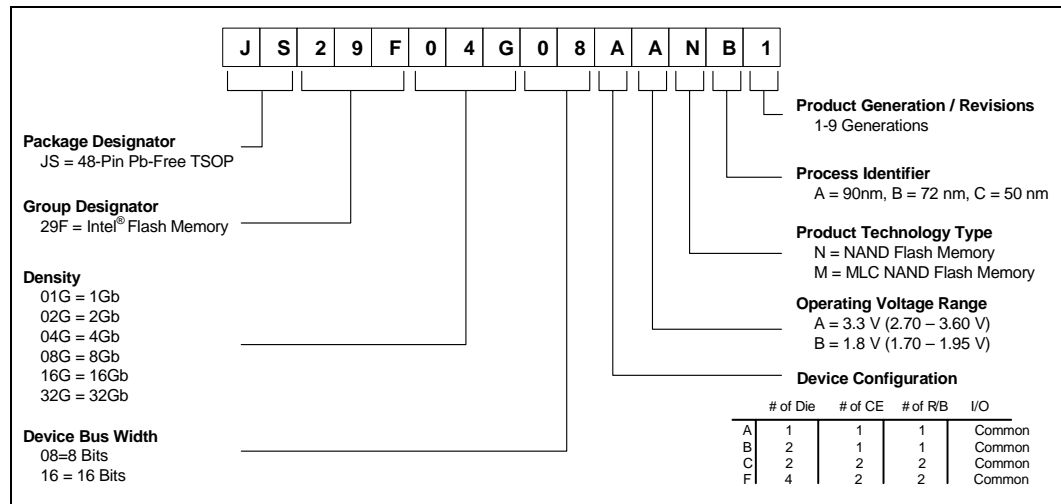 J S 2 9 F 0 4 G 0 8 A A N B 1
Package Designator
JS = 48-Pin Pb-Free TSOP
Group Designator
29F = Intel® Flash Memory
Density
01G = 1Gb
02G = 2Gb
04G = 4Gb
08G = 8Gb
16G = 16Gb
32G = 32Gb
Device Bus Width
08=8 Bits
16 = 16 Bits
Product Generation / Revisions
1-9 Generations
Process Identifier
A = 90nm, B = 72 nm, C = 50 nm
Product Technology Type
N = NAND Flash Memory
M = MLC NAND Flash Memory
Operating Voltage Range
A = 3.3 V (2.70 – 3.60 V)
B = 1.8 V (1.70 – 1.95 V)
Device Configuration
# of Die # of CE # of R/B I/O
A 1 1 1 Common
B 2 1 1 Common
C 2 2 2 Common
F 4 2 2 Common